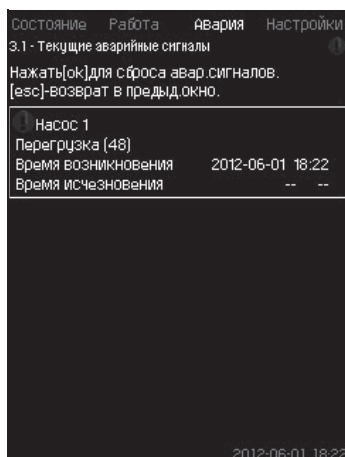 Состояние Работа Авария Настройки
3.1 - Текущие аварийные сигналы
Нажать[ok]для сброса авар.сигналов.
[esc]-возврат в предыд.окно.
Насос 1
Перегрузка (48)
Время возникновения 2012-06-01 18:22
Время исчезновения -- --
2012-06-01 18:22